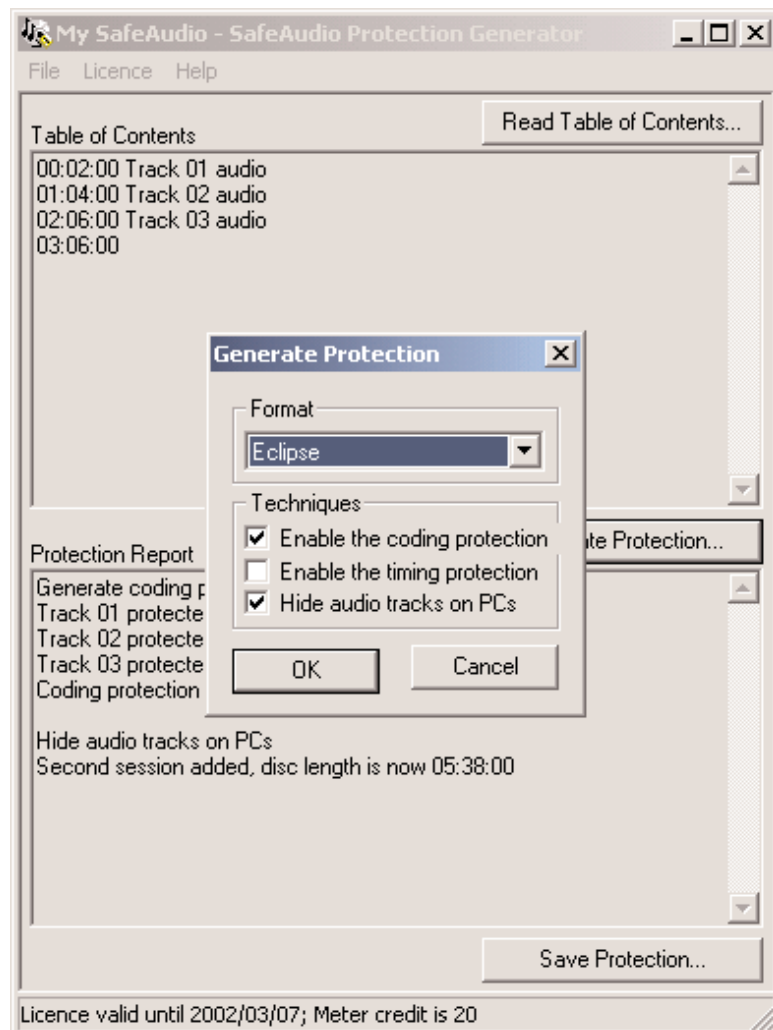 My SafeAudio - SafeAudio Protection Generator
File Licence Help
Read Table of Contents...
Table of Contents
00:02:00 Track 01 audio
01:04:00 Track 02 audio
02:06:00 Track 03 audio
03:06:00
Generate Protection
Format
Eclipse
Techniques
Enable the coding protection
Enable the timing protection
Hide audio tracks on PCs
OK Cancel
te Protection...
Protection Report
Generate coding p
Track 01 protecte
Track 02 protecte
Track 03 protecte
Coding protection
Hide audio tracks on PCs
Second session added, disc length is now 05:38:00
Save Protection...
Licence valid until 2002/03/07; Meter credit is 20